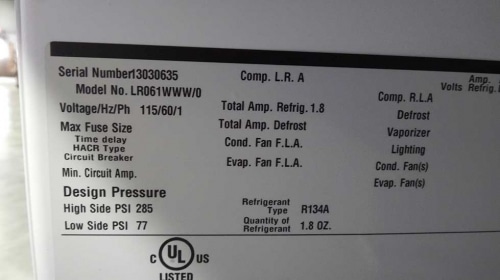 Serial Number13030635 Comp. L.R. A Amp.
Volts Refrig.
Model No. LR061WWW/0 Comp. R.L.A
Voltage/Hz/Ph 115/60/1 Total Amp. Refrig. 1.8 Defrost
Max Fuse Size Total Amp. Defrost Vaporizer
Time delay
HACR Type Cond. Fan F.L.A. Lighting
Circuit Breaker
Evap. Fan F.L.A. Cond. Fan(s)
Min. Circuit Amp. Evap. Fan(s)
Design Pressure
High Side PSI 285 Refrigerant
Type R134A
Low Side PSI 77 Quantity of
Refrigerant 1.8 OZ.
C UL US
LISTED